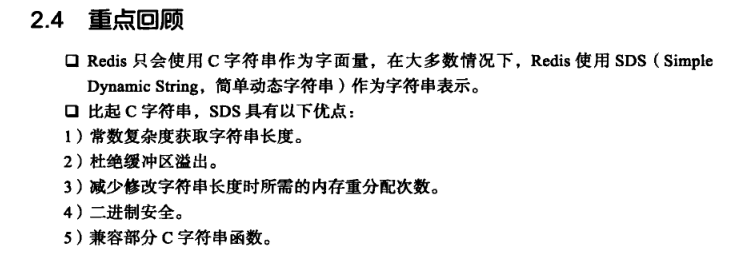 2.4 重点回顾
❏ Redis 只会使用 C 字符串作为字面量，在大多数情况下，Redis 使用 SDS（Simple
Dynamic String，简单动态字符串）作为字符串表示。
❏ 比起 C 字符串，SDS 具有以下优点：
1）常数复杂度获取字符串长度。
2）杜绝缓冲区溢出。
3）减少修改字符串长度时所需的内存重分配次数。
4）二进制安全。
5）兼容部分 C 字符串函数。